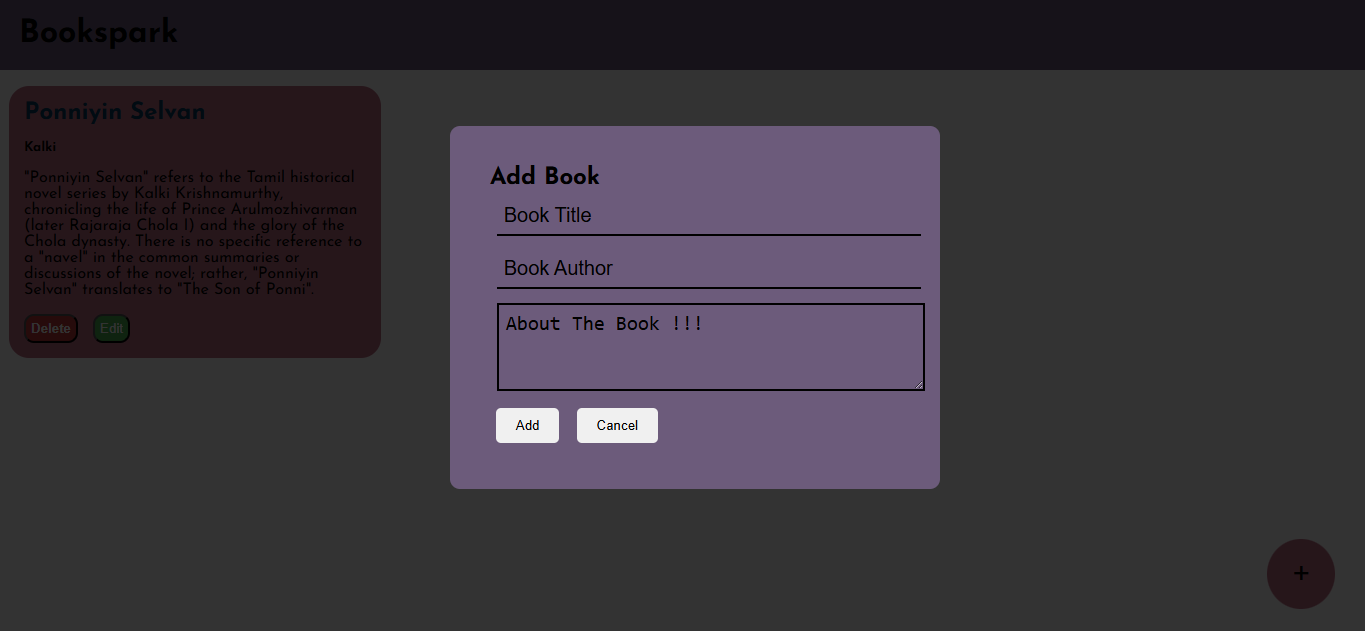 Bookspark
Ponniyin Selvan
Kalki
"Ponniyin Selvan" refers to the Tamil historical
novel series by Kalki Krishnamurthy,
chronicling the life of Prince Arulmozhivarman
(later Rajaraja Chola I) and the glory of the
Chola dynasty. There is no specific reference to
a "navel" in the common summaries or
discussions of the novel; rather, "Ponniyin
Selvan" translates to "The Son of Ponni".
Delete Edit
Add Book
Book Title
Book Author
About The Book !!!
Add Cancel
+